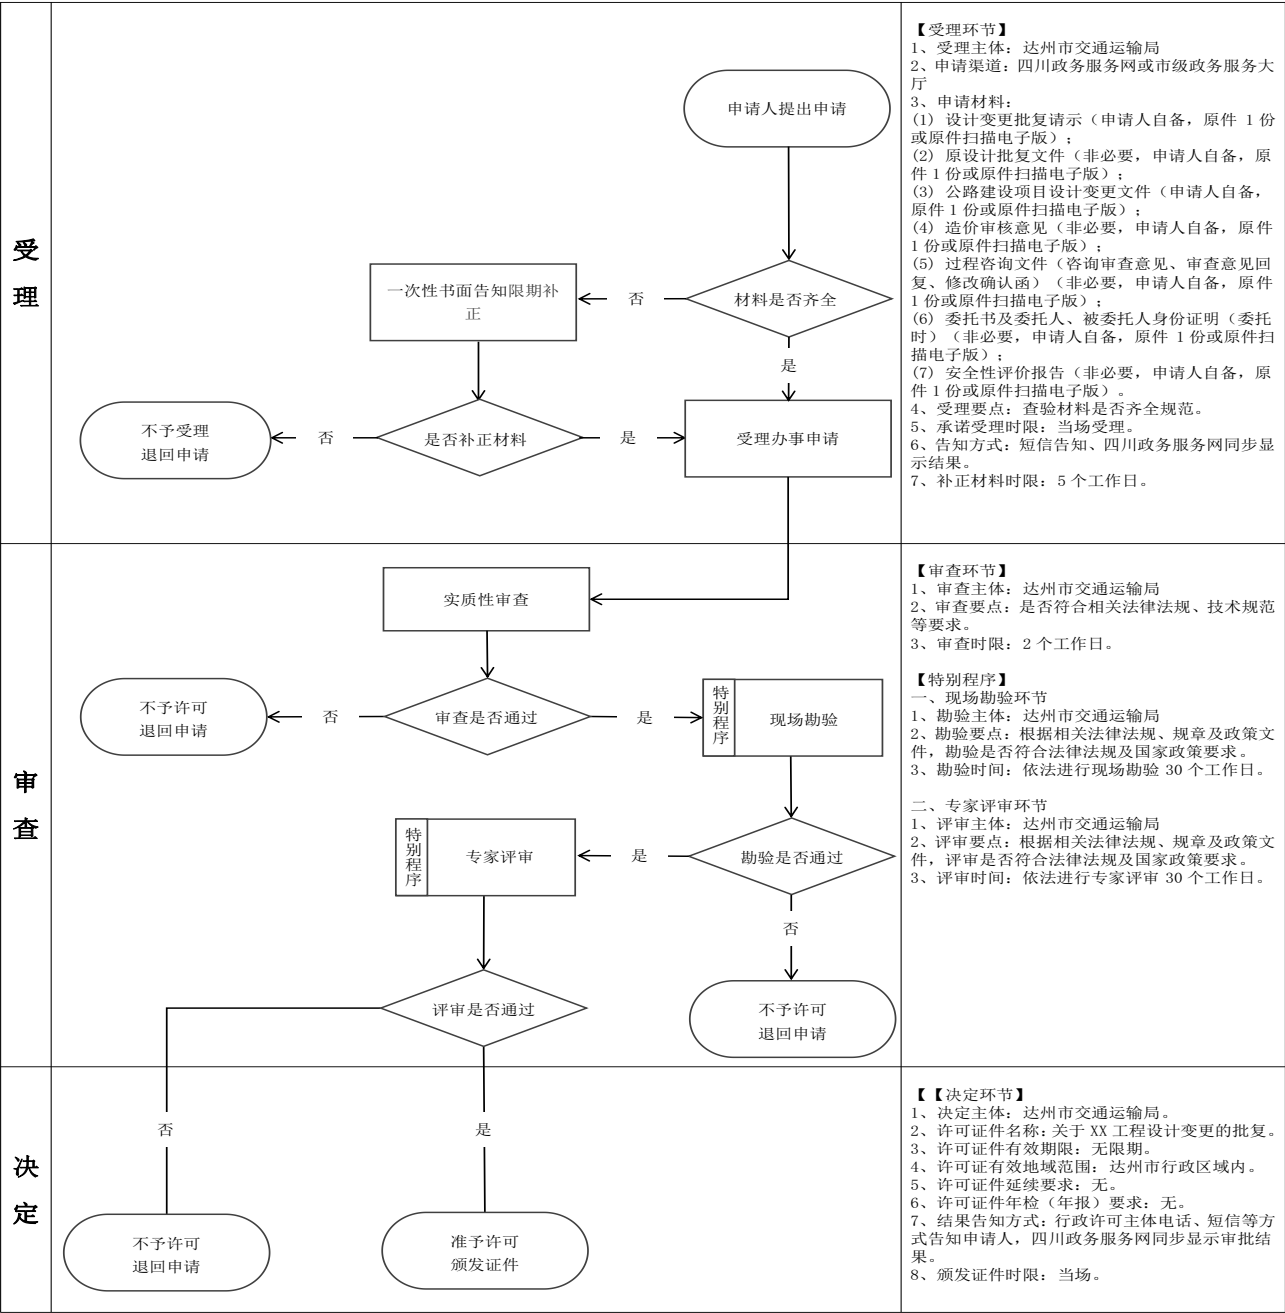 受
理
申请人提出申请
材料是否齐全
否
一次性书面告知限期补
正
是
是否补正材料
否
不予受理
退回申请
是
受理办事申请
【受理环节】
1、受理主体：达州市交通运输局
2、申请渠道：四川政务服务网或市级政务服务大
厅
3、申请材料：
(1) 设计变更批复请示（申请人自备，原件 1 份
或原件扫描电子版）；
(2) 原设计批复文件（非必要，申请人自备，原
件 1 份或原件扫描电子版）；
(3) 公路建设项目设计变更文件（申请人自备，
原件 1 份或原件扫描电子版）；
(4) 造价审核意见（非必要，申请人自备，原件
1 份或原件扫描电子版）；
(5) 过程咨询文件（咨询审查意见、审查意见回
复、修改确认函）（非必要，申请人自备，原件
1 份或原件扫描电子版）；
(6) 委托书及委托人、被委托人身份证明（委托
时）（非必要，申请人自备，原件 1 份或原件扫
描电子版）；
(7) 安全性评价报告（非必要，申请人自备，原
件 1 份或原件扫描电子版）。
4、受理要点：查验材料是否齐全规范。
5、承诺受理时限：当场受理。
6、告知方式：短信告知、四川政务服务网同步显
示结果。
7、补正材料时限：5 个工作日。
审
查
实质性审查
审查是否通过
否
不予许可
退回申请
是
特别程序
现场勘验
勘验是否通过
是
特别程序
专家评审
否
不予许可
退回申请
评审是否通过
【审查环节】
1、审查主体：达州市交通运输局
2、审查要点：是否符合相关法律法规、技术规范
等要求。
3、审查时限：2 个工作日。
【特别程序】
一、现场勘验环节
1、勘验主体：达州市交通运输局
2、勘验要点：根据相关法律法规、规章及政策文
件，勘验是否符合法律法规及国家政策要求。
3、勘验时间：依法进行现场勘验 30 个工作日。
二、专家评审环节
1、评审主体：达州市交通运输局
2、评审要点：根据相关法律法规、规章及政策文
件，评审是否符合法律法规及国家政策要求。
3、评审时间：依法进行专家评审 30 个工作日。
决
定
否
是
不予许可
退回申请
准予许可
颁发证件
【【决定环节】
1、决定主体：达州市交通运输局。
2、许可证件名称：关于 XX 工程设计变更的批复。
3、许可证件有效期限：无限期。
4、许可证有效地域范围：达州市行政区域内。
5、许可证件延续要求：无。
6、许可证件年检（年报）要求：无。
7、结果告知方式：行政许可主体电话、短信等方
式告知申请人，四川政务服务网同步显示审批结
果。
8、颁发证件时限：当场。